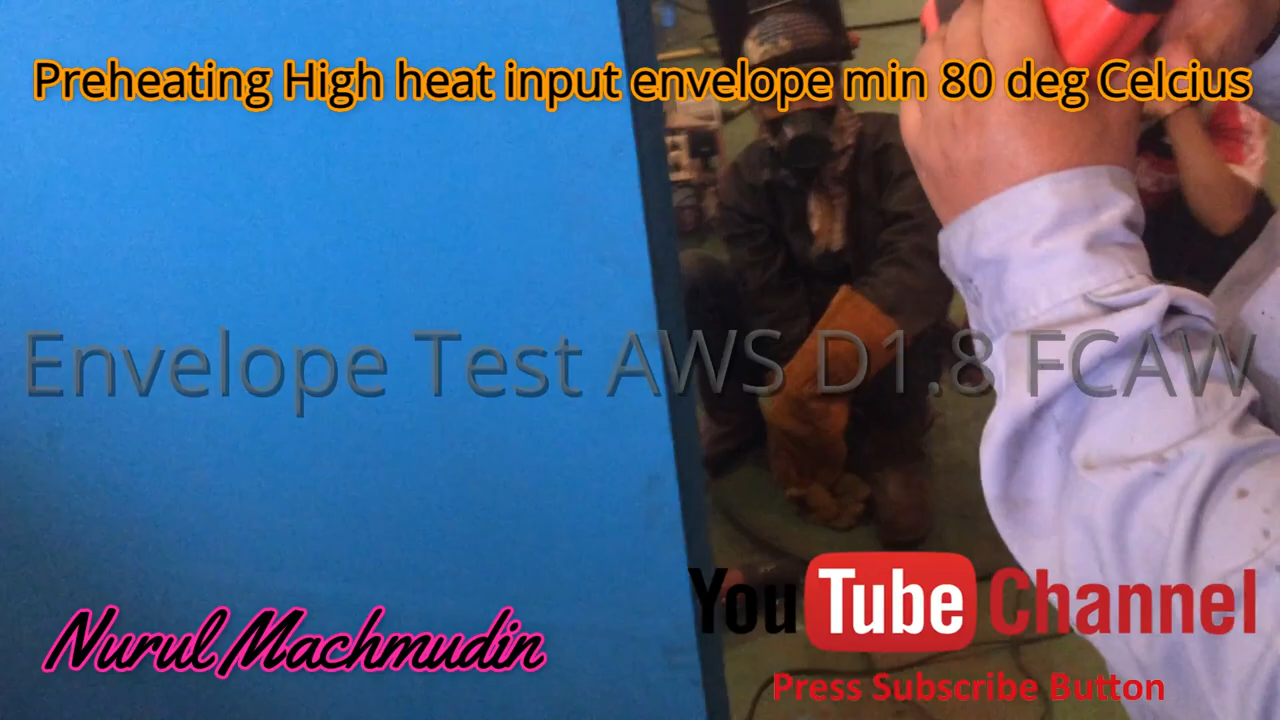 Preheating High heat input envelope min 80 deg Celcius
Envelope Test AWS D1.8 FCAW
Nurul Machmudin
YouTube Channel
Press Subscribe Button